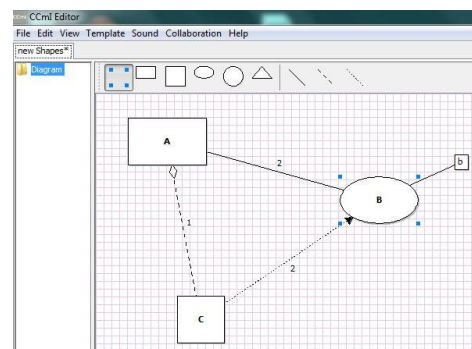 CCmI Editor
File Edit View Template Sound Collaboration Help
new Shapes*
Diagram
A
2
b
B
1
2
C